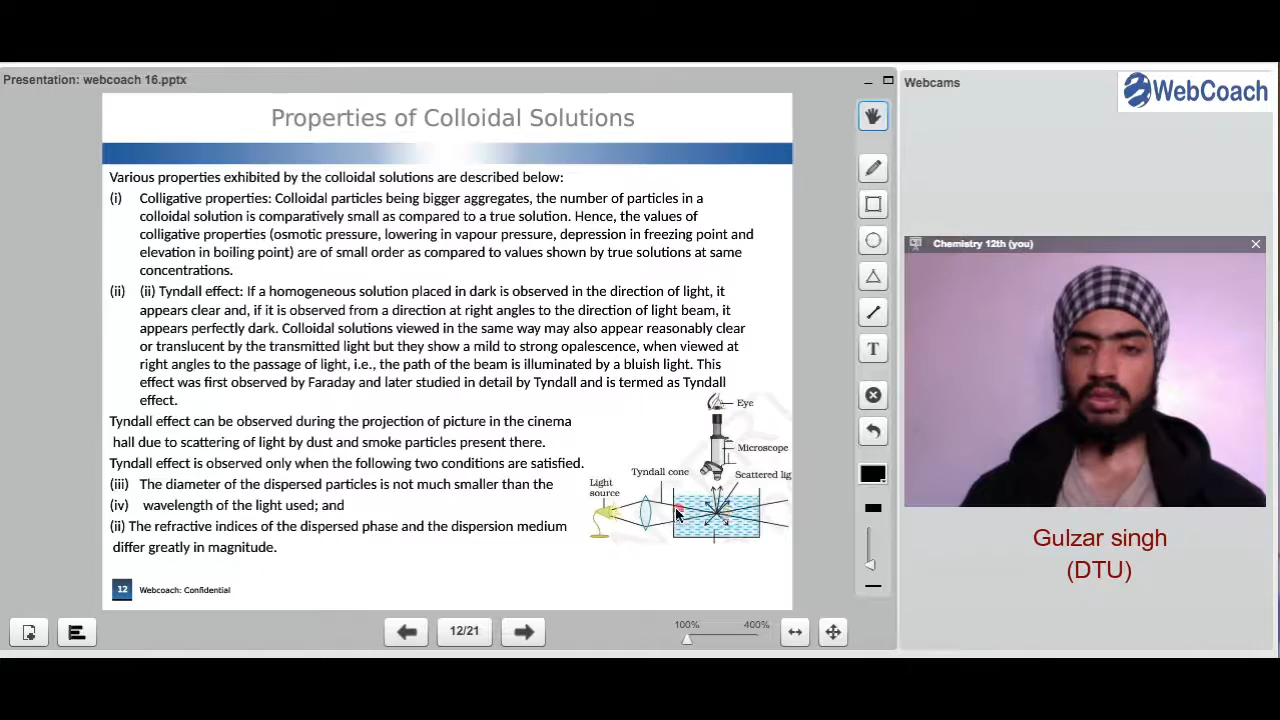 Presentation: webcoach 16.pptx
Properties of Colloidal Solutions
Various properties exhibited by the colloidal solutions are described below:
(i) Colligative properties: Colloidal particles being bigger aggregates, the number of particles in a
colloidal solution is comparatively small as compared to a true solution. Hence, the values of
colligative properties (osmotic pressure, lowering in vapour pressure, depression in freezing point and
elevation in boiling point) are of small order as compared to values shown by true solutions at same
concentrations.
(ii) (ii) Tyndall effect: If a homogeneous solution placed in dark is observed in the direction of light, it
appears clear and, if it is observed from a direction at right angles to the direction of light beam, it
appears perfectly dark. Colloidal solutions viewed in the same way may also appear reasonably clear
or translucent by the transmitted light but they show a mild to strong opalescence, when viewed at
right angles to the passage of light, i.e., the path of the beam is illuminated by a bluish light. This
effect was first observed by Faraday and later studied in detail by Tyndall and is termed as Tyndall
effect.
Tyndall effect can be observed during the projection of picture in the cinema
hall due to scattering of light by dust and smoke particles present there.
Tyndall effect is observed only when the following two conditions are satisfied.
(iii) The diameter of the dispersed particles is not much smaller than the
(iv) wavelength of the light used; and
(ii) The refractive indices of the dispersed phase and the dispersion medium
differ greatly in magnitude.
Eye
Microscope
Tyndall cone
Scattered lig
Light
source
12 Webcoach: Confidential
12/21
100% 400%
T
Webcams
WebCoach
Chemistry 12th (you)
Gulzar singh
(DTU)